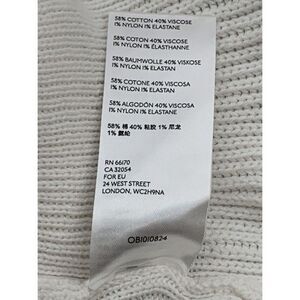 58% COTTON 40% VISCOSE
1% NYLON 1% ELASTAN
58% COTON 40% VISCOSE
1% NYLON 1% ÉLASTHANNE
58% BAUMWOLLE 40% VISKOSE
1% NYLON 1% ELASTAN
58% COTONE 40% VISCOSA
1% NYLON 1% ELASTAN
58% ALGODÓN 40% VISCOSA
1% NYLON 1% ELASTAN
58% 棉 40% 粘胶 1% 尼龙
1% 氨纶
RN 66170
CA 32054
FOR EU
24 WEST STREET
LONDON, WC2H9NA
OB1010824